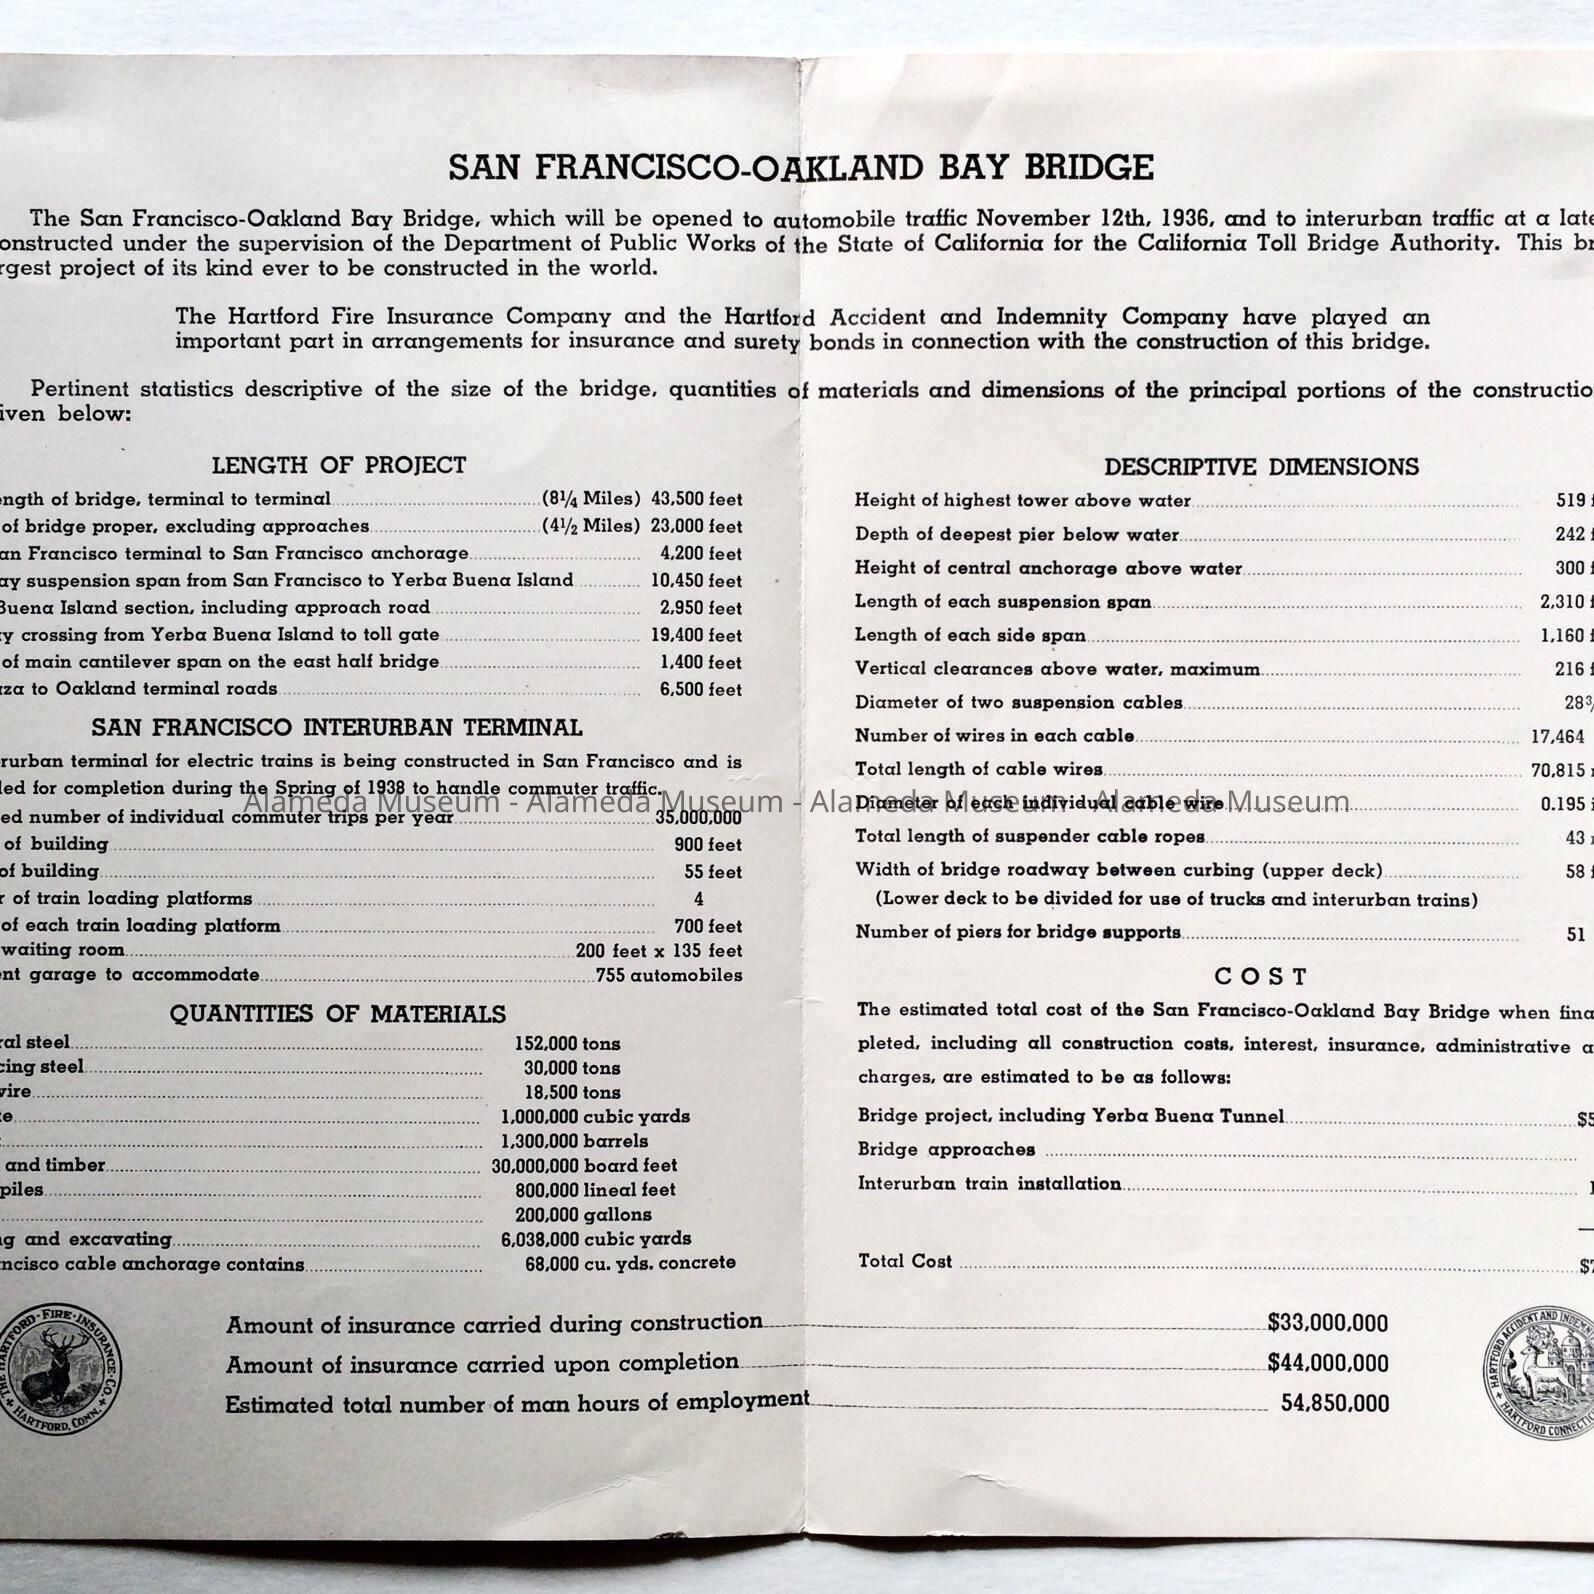 SAN FRANCISCO-OAKLAND BAY BRIDGE
The San Francisco-Oakland Bay Bridge, which will be opened to automobile traffic November 12th, 1936, and to interurban traffic at a late
onstructed under the supervision of the Department of Public Works of the State of California for the California Toll Bridge Authority. This br
rgest project of its kind ever to be constructed in the world.
The Hartford Fire Insurance Company and the Hartford Accident and Indemnity Company have played an
important part in arrangements for insurance and surety bonds in connection with the construction of this bridge.
Pertinent statistics descriptive of the size of the bridge, quantities of materials and dimensions of the principal portions of the constructio
iven below:
LENGTH OF PROJECT
ength of bridge, terminal to terminal (8¼ Miles) 43,500 feet
of bridge proper, excluding approaches (4½ Miles) 23,000 feet
an Francisco terminal to San Francisco anchorage 4,200 feet
ay suspension span from San Francisco to Yerba Buena Island 10,450 feet
Buena Island section, including approach road 2,950 feet
y crossing from Yerba Buena Island to toll gate 19,400 feet
of main cantilever span on the east half bridge 1,400 feet
za to Oakland terminal roads 6,500 feet
SAN FRANCISCO INTERURBAN TERMINAL
rurban terminal for electric trains is being constructed in San Francisco and is
led for completion during the Spring of 1938 to handle commuter traffic.
ed number of individual commuter trips per year 35,000,000
of building 900 feet
of building 55 feet
r of train loading platforms 4
of each train loading platform 700 feet
waiting room 200 feet x 135 feet
ent garage to accommodate 755 automobiles
QUANTITIES OF MATERIALS
ral steel 152,000 tons
cing steel 30,000 tons
wire 18,500 tons
te 1,000,000 cubic yards
1,300,000 barrels
and timber 30,000,000 board feet
piles 800,000 lineal feet
200,000 gallons
ng and excavating 6,038,000 cubic yards
ncisco cable anchorage contains 68,000 cu. yds. concrete
DESCRIPTIVE DIMENSIONS
Height of highest tower above water 519 f
Depth of deepest pier below water 242 f
Height of central anchorage above water 300 f
Length of each suspension span 2,310 f
Length of each side span 1,160 f
Vertical clearances above water, maximum 216 f
Diameter of two suspension cables 28¾
Number of wires in each cable 17,464
Total length of cable wires 70,815 m
Diameter of each individual cable wire 0.195 i
Total length of suspender cable ropes 43 m
Width of bridge roadway between curbing (upper deck) 58 f
(Lower deck to be divided for use of trucks and interurban trains)
Number of piers for bridge supports 51
COST
The estimated total cost of the San Francisco-Oakland Bay Bridge when fina
pleted, including all construction costs, interest, insurance, administrative a
charges, are estimated to be as follows:
Bridge project, including Yerba Buena Tunnel $5
Bridge approaches
Interurban train installation 1
Total Cost $7
Amount of insurance carried during construction $33,000,000
Amount of insurance carried upon completion $44,000,000
Estimated total number of man hours of employment 54,850,000
THE HARTFORD FIRE INSURANCE CO. HARTFORD, CONN.
HARTFORD ACCIDENT AND INDEMN
HARTFORD CONNECTI
Alameda Museum - Alameda Museum - Alameda Museum - Alameda Museum